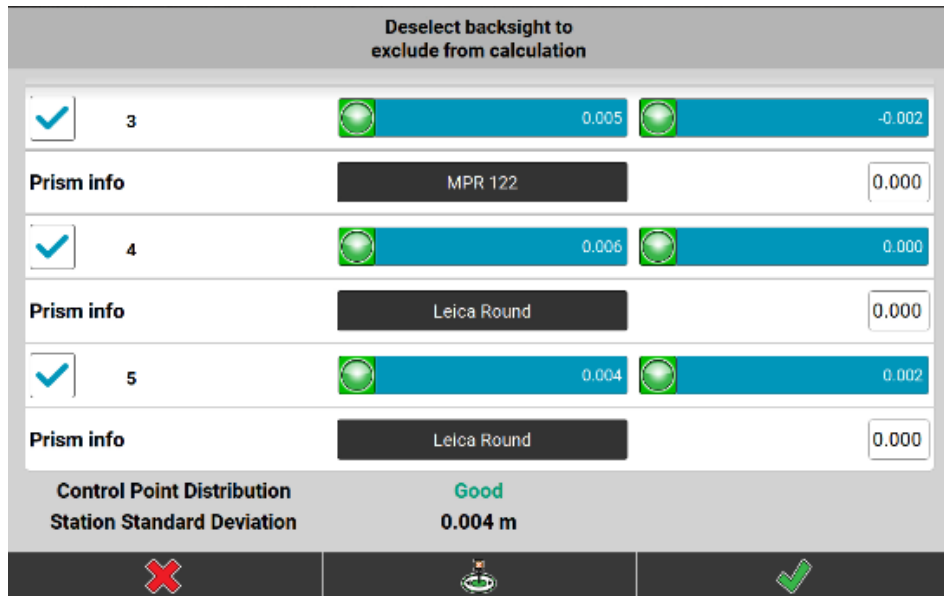 Deselect backsight to
exclude from calculation
3 0.005 -0.002
Prism info MPR 122 0.000
4 0.006 0.000
Prism info Leica Round 0.000
5 0.004 0.002
Prism info Leica Round 0.000
Control Point Distribution Good
Station Standard Deviation 0.004 m